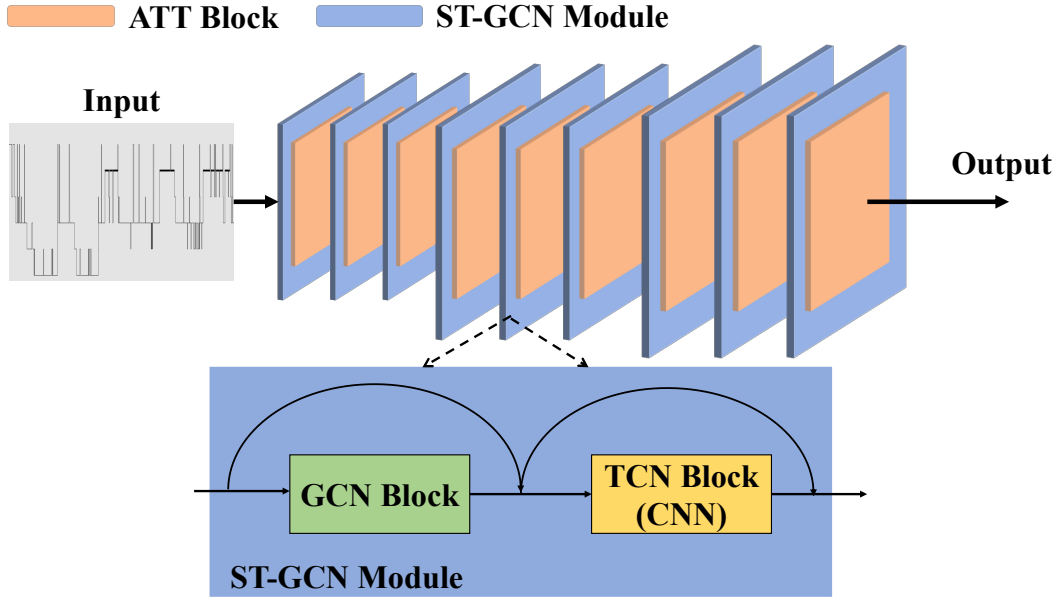 ATT Block
ST-GCN Module
Input
Output
GCN Block
TCN Block
(CNN)
ST-GCN Module